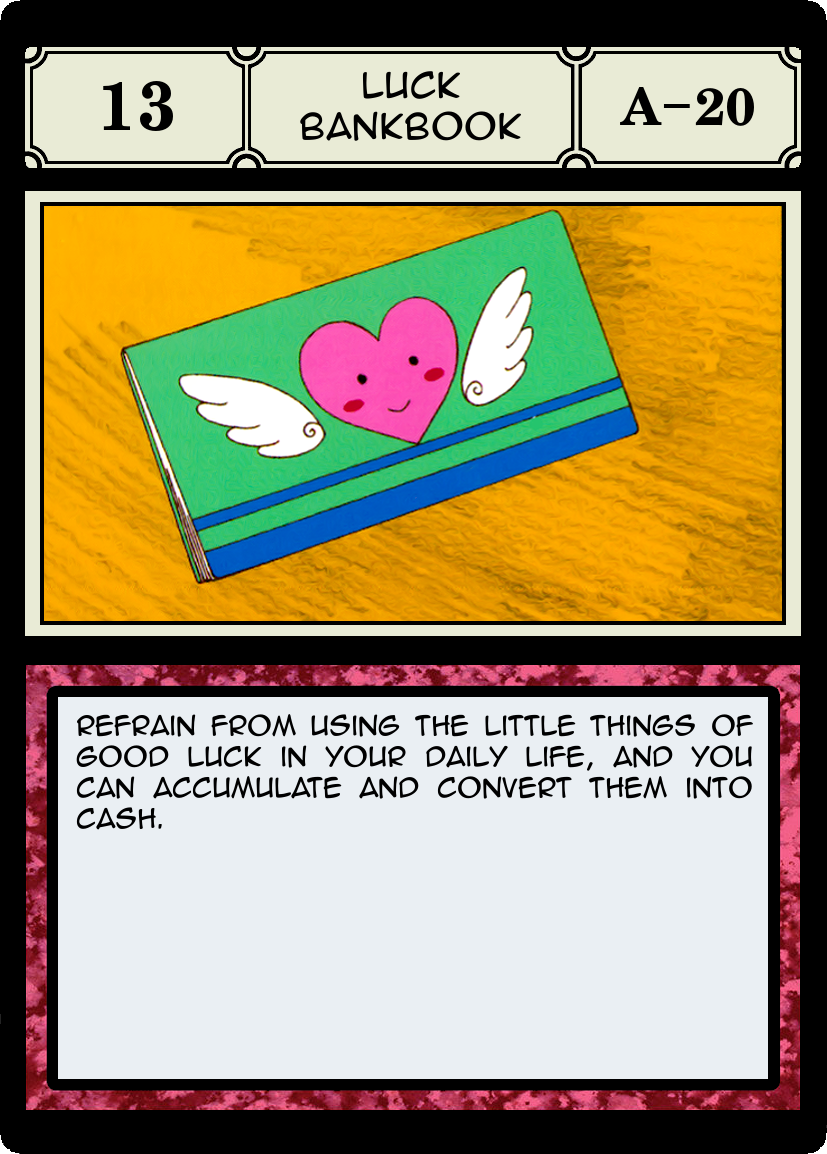 13
LUCK
BANKBOOK
A-20
REFRAIN FROM USING THE LITTLE THINGS OF
GOOD LUCK IN YOUR DAILY LIFE, AND YOU
CAN ACCUMULATE AND CONVERT THEM INTO
CASH.